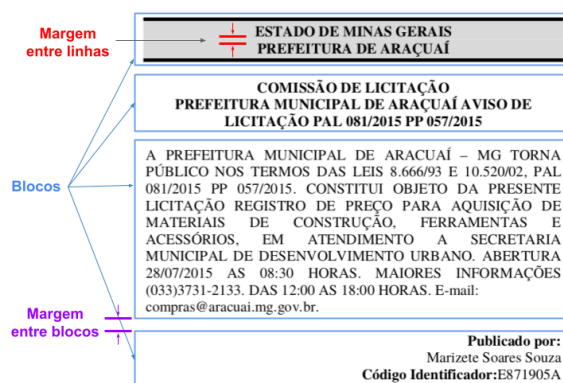 Margem
entre linhas
ESTADO DE MINAS GERAIS
PREFEITURA DE ARAÇUAÍ
COMISSÃO DE LICITAÇÃO
PREFEITURA MUNICIPAL DE ARAÇUAÍ AVISO DE
LICITAÇÃO PAL 081/2015 PP 057/2015
Blocos
A PREFEITURA MUNICIPAL DE ARACUAÍ – MG TORNA
PÚBLICO NOS TERMOS DAS LEIS 8.666/93 E 10.520/02, PAL
081/2015 PP 057/2015. CONSTITUI OBJETO DA PRESENTE
LICITAÇÃO REGISTRO DE PREÇO PARA AQUISIÇÃO DE
MATERIAIS DE CONSTRUÇÃO, FERRAMENTAS E
ACESSÓRIOS, EM ATENDIMENTO A SECRETARIA
MUNICIPAL DE DESENVOLVIMENTO URBANO. ABERTURA
28/07/2015 AS 08:30 HORAS. MAIORES INFORMAÇÕES
(033)3731-2133. DAS 12:00 AS 18:00 HORAS. E-mail:
compras@aracuai.mg.gov.br.
Margem
entre blocos
Publicado por:
Marizete Soares Souza
Código Identificador:E871905A